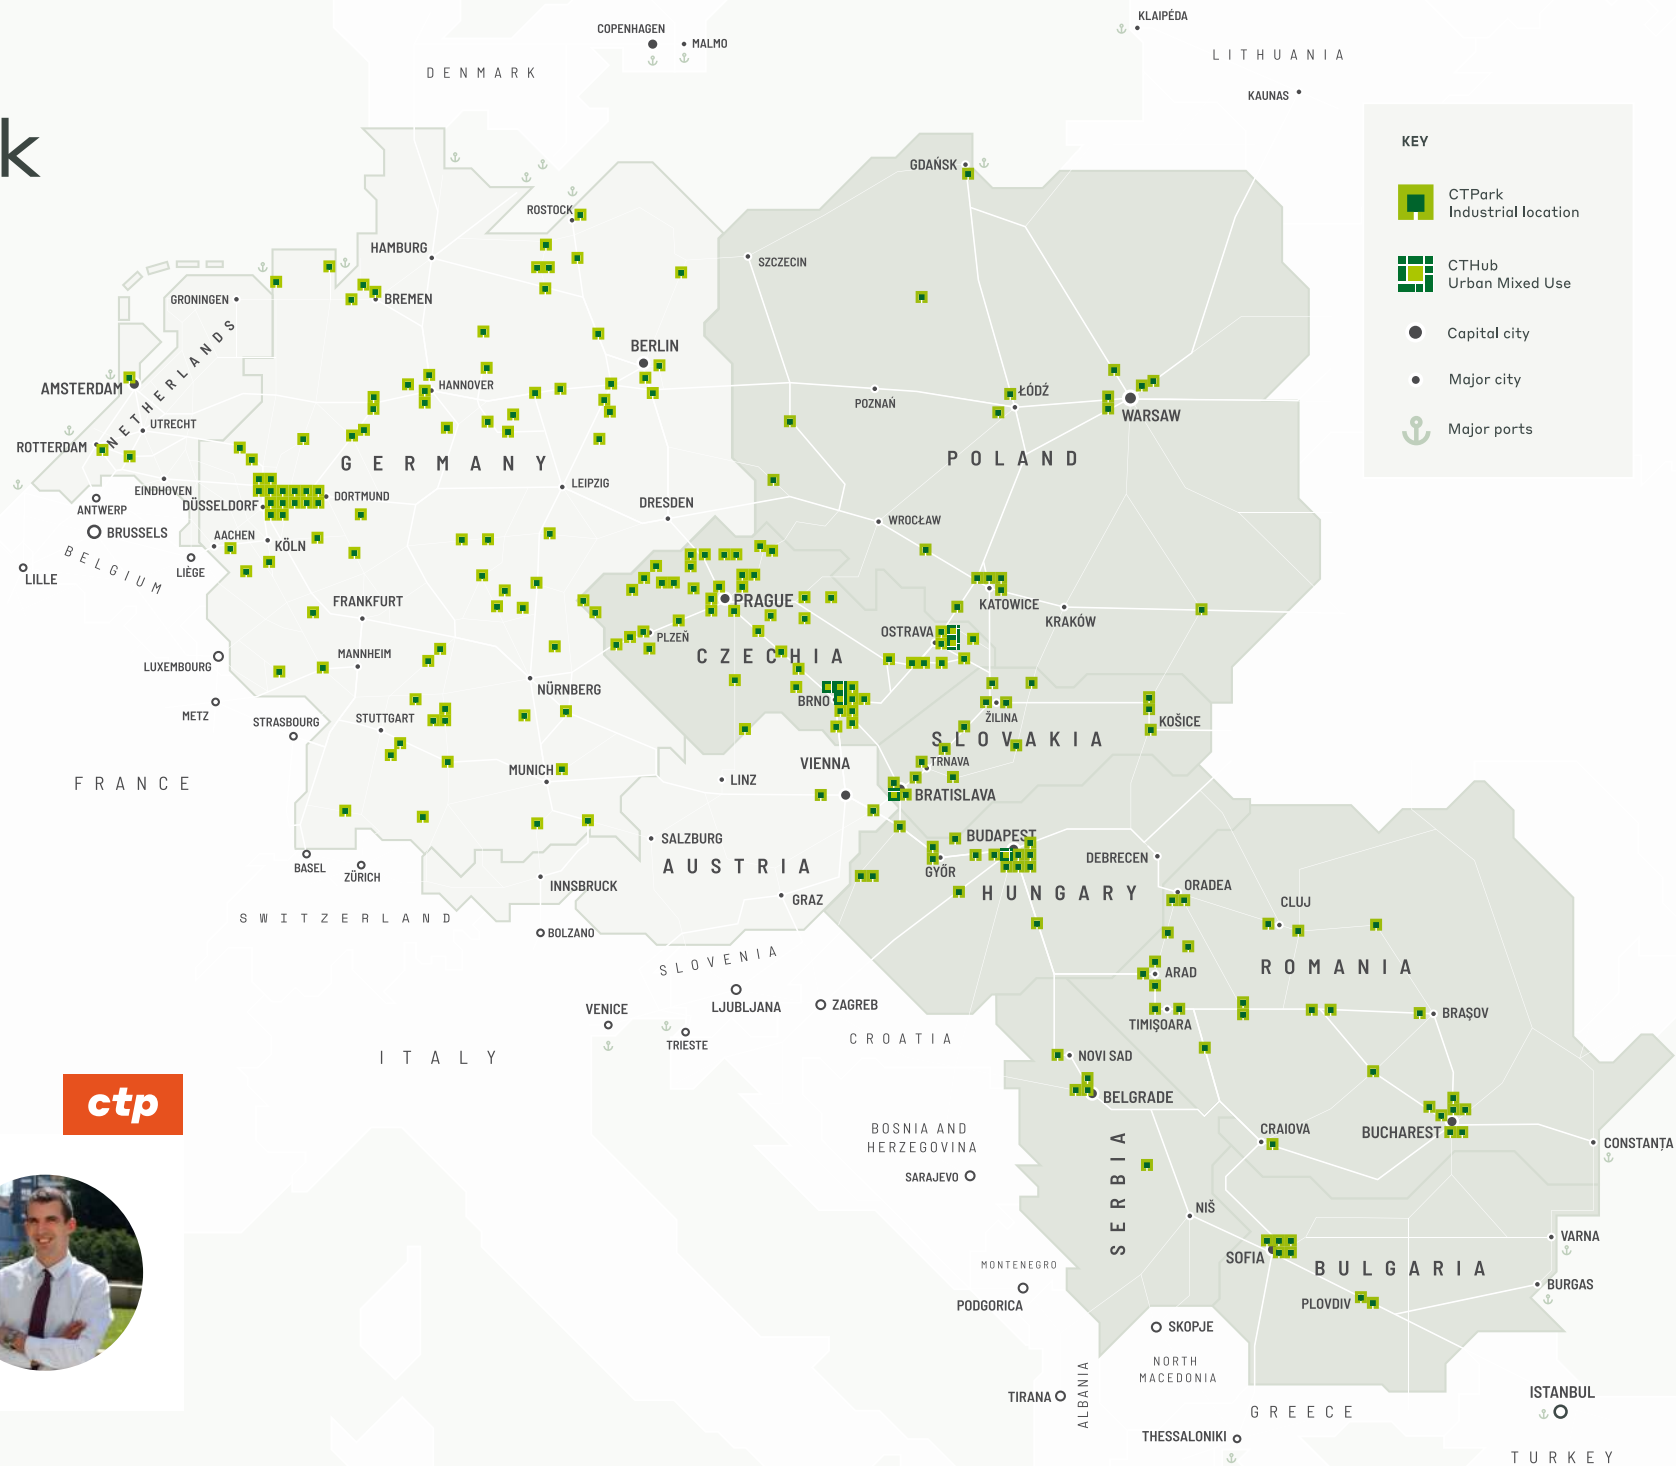 k
COPENHAGEN
MALMO
KLAIPĖDA
DENMARK
LITHUANIA
KAUNAS
KEY
CTPark
Industrial location
CTHub
Urban Mixed Use
Capital city
Major city
Major ports
GDAŃSK
ROSTOCK
HAMBURG
SZCZECIN
GRONINGEN
BREMEN
NETHERLANDS
BERLIN
AMSTERDAM
HANNOVER
ŁÓDŹ
POZNAŃ
WARSAW
UTRECHT
ROTTERDAM
GERMANY
POLAND
EINDHOVEN
LEIPZIG
DORTMUND
ANTWERP
DÜSSELDORF
DRESDEN
WROCŁAW
BRUSSELS
AACHEN
KÖLN
BELGIUM
LIÈGE
LILLE
FRANKFURT
PRAGUE
KATOWICE
KRAKÓW
OSTRAVA
PLZEŇ
LUXEMBOURG
MANNHEIM
CZECHIA
NÜRNBERG
METZ
BRNO
STRASBOURG
STUTTGART
ŽILINA
KOŠICE
SLOVAKIA
FRANCE
MUNICH
LINZ
VIENNA
TRNAVA
BRATISLAVA
SALZBURG
BUDAPEST
BASEL
ZÜRICH
AUSTRIA
GYŐR
DEBRECEN
INNSBRUCK
HUNGARY
ORADEA
GRAZ
CLUJ
SWITZERLAND
BOLZANO
SLOVENIA
ROMANIA
ARAD
LJUBLJANA
ZAGREB
VENICE
TRIESTE
TIMIȘOARA
BRAȘOV
CROATIA
ITALY
NOVI SAD
BELGRADE
ctp
BOSNIA AND
HERZEGOVINA
CRAIOVA
BUCHAREST
CONSTANȚA
SARAJEVO
SERBIA
NIŠ
SOFIA
VARNA
MONTENEGRO
BULGARIA
BURGAS
PODGORICA
PLOVDIV
SKOPJE
NORTH
MACEDONIA
TIRANA
ALBANIA
ISTANBUL
GREECE
THESSALONIKI
TURKEY